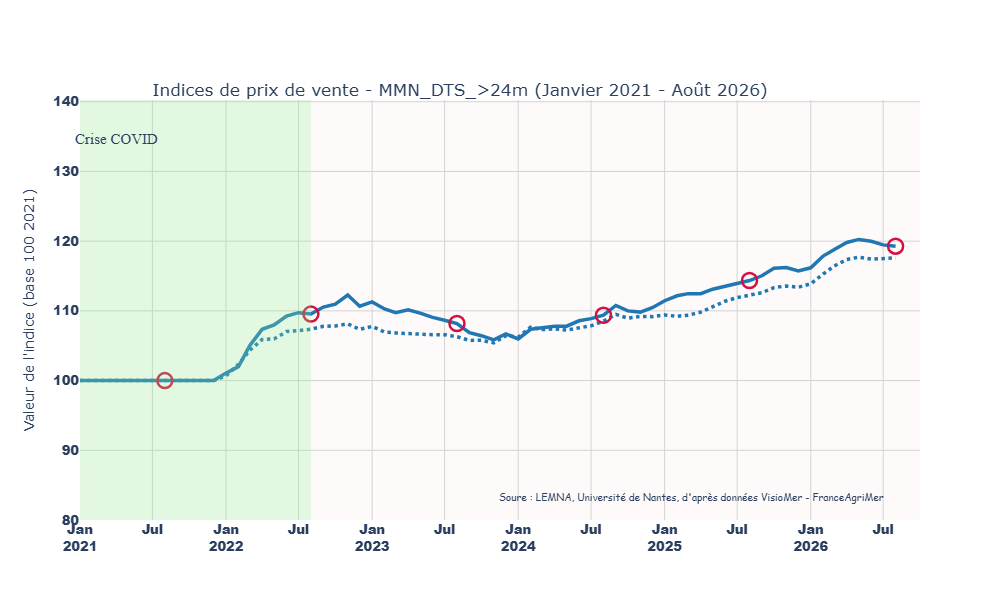 Indices de prix de vente - MMN_DTS_>24m (Janvier 2021 - Août 2026)
Crise COVID
Valeur de l'indice (base 100 2021)
140
130
120
110
100
90
80
Soure : LEMNA, Université de Nantes, d'après données VisioMer - FranceAgriMer
Jan Jul Jan Jul Jan Jul Jan Jul Jan Jul Jan Jul
2021 2022 2023 2024 2025 2026